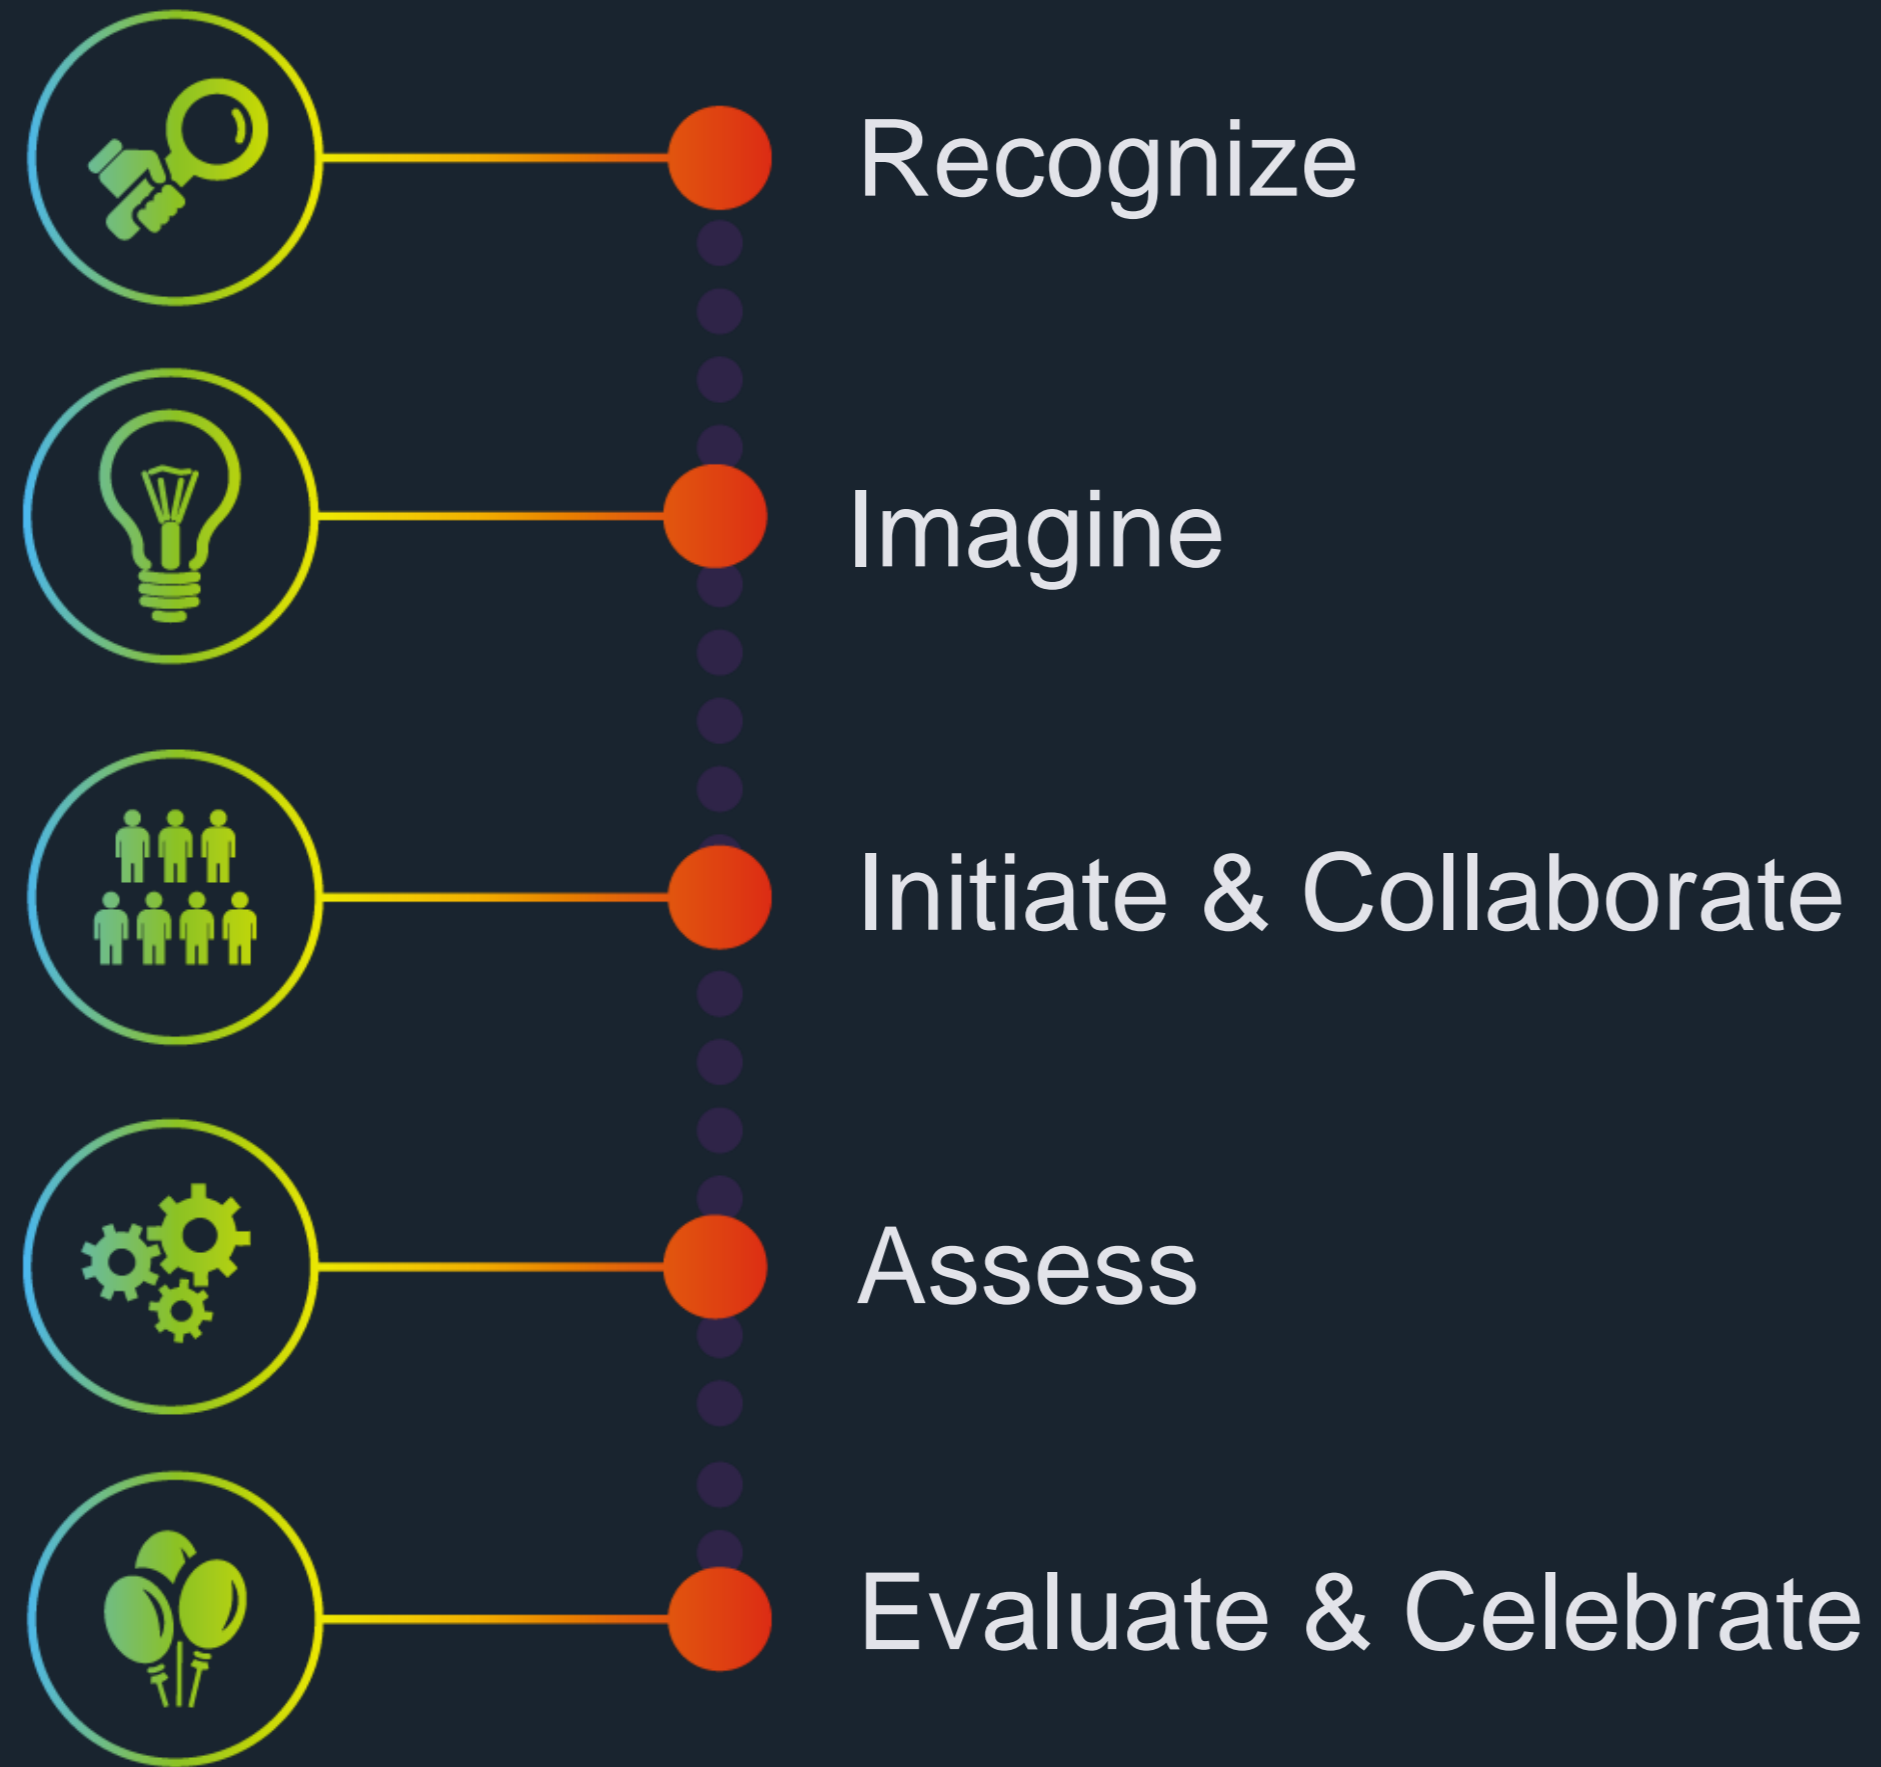 Recognize
Imagine
Initiate & Collaborate
Assess
Evaluate & Celebrate